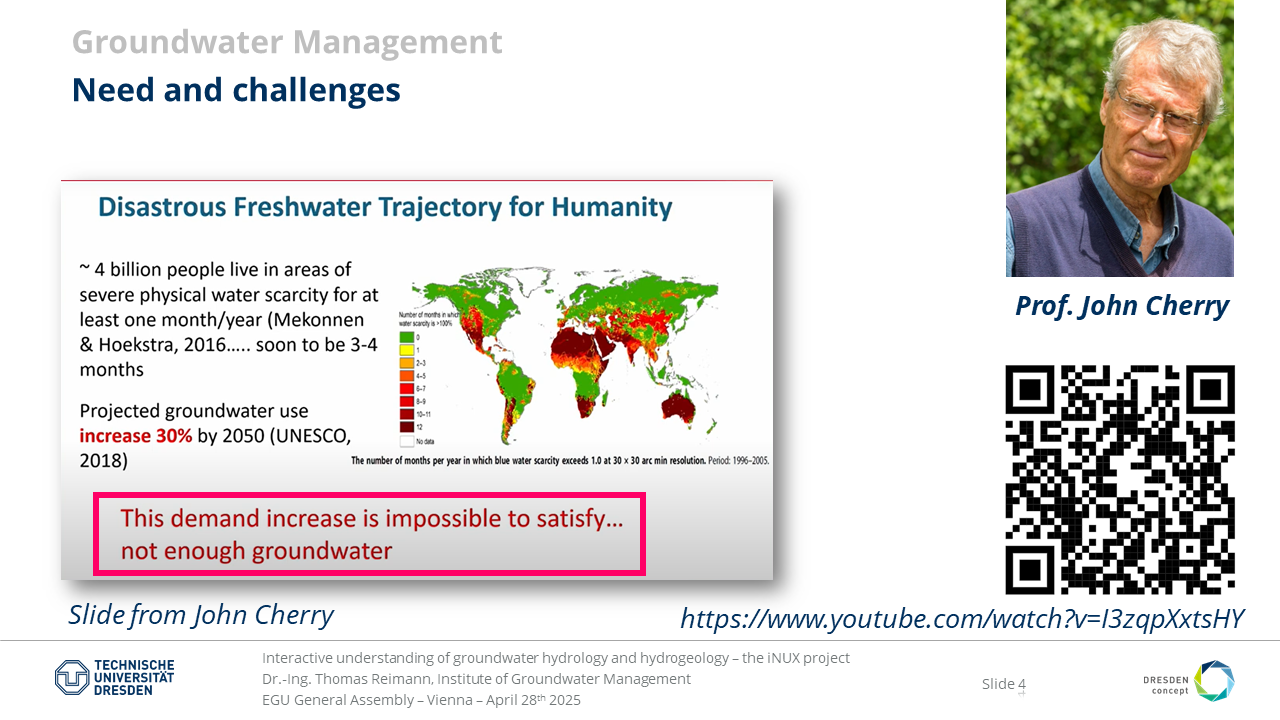 Groundwater Management
Need and challenges
Disastrous Freshwater Trajectory for Humanity
~ 4 billion people live in areas of
severe physical water scarcity for at
least one month/year (Mekonnen
& Hoekstra, 2016….. soon to be 3-4
months
Projected groundwater use
increase 30% by 2050 (UNESCO,
2018)
Number of months in which
water scarcity is >100%
0
1
2–3
4–5
6–7
8–9
10–11
12
No data
The number of months per year in which blue water scarcity exceeds 1.0 at 30 × 30 arc min resolution. Period: 1996–2005.
This demand increase is impossible to satisfy…
not enough groundwater
Slide from John Cherry
Prof. John Cherry
https://www.youtube.com/watch?v=I3zqpXxtsHY
TECHNISCHE
UNIVERSITÄT
DRESDEN
Interactive understanding of groundwater hydrology and hydrogeology – the iNUX project
Dr.-Ing. Thomas Reimann, Institute of Groundwater Management
EGU General Assembly – Vienna – April 28th 2025
Slide 4
DRESDEN
concept